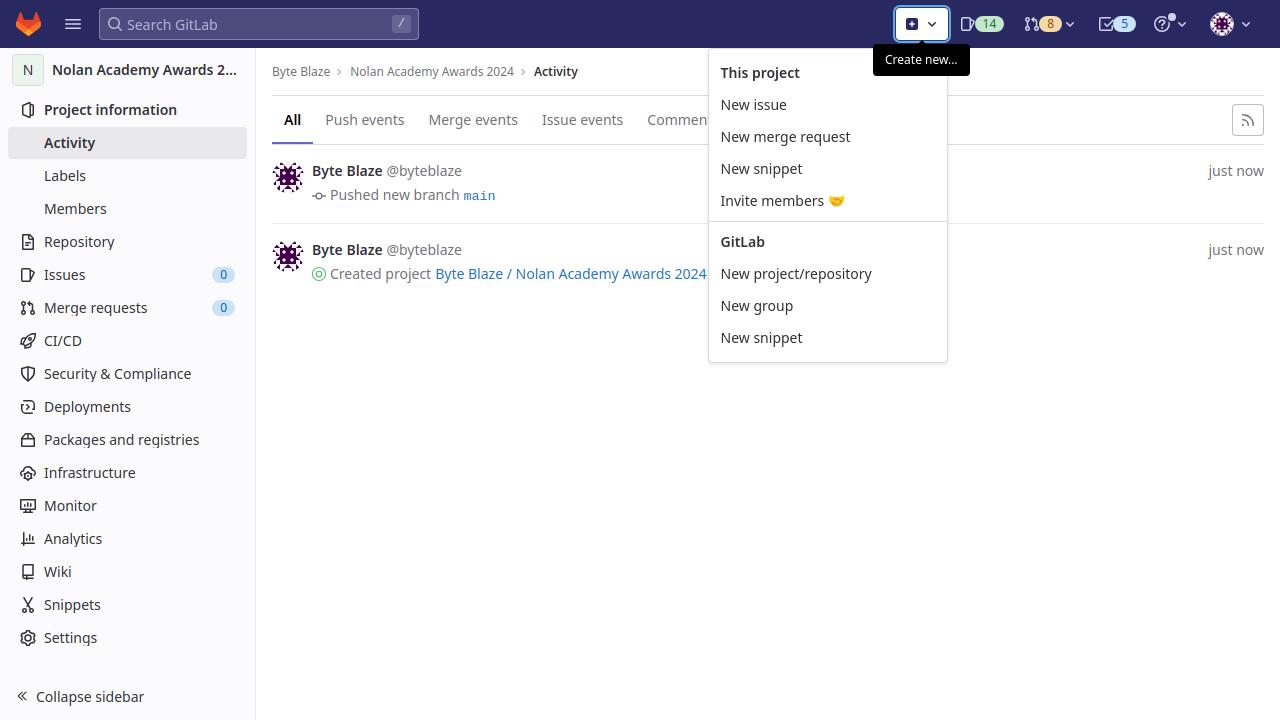 Search GitLab
/
14
8
5
Create new...
N
Nolan Academy Awards 2...
Project information
Activity
Labels
Members
Repository
Issues
0
Merge requests
0
CI/CD
Security & Compliance
Deployments
Packages and registries
Infrastructure
Monitor
Analytics
Wiki
Snippets
Settings
Collapse sidebar
Byte Blaze
Nolan Academy Awards 2024
Activity
All
Push events
Merge events
Issue events
Byte Blaze @byteblaze
just now
Pushed new branch main
Byte Blaze @byteblaze
just now
Created project Byte Blaze / Nolan Academy Awards 2024
This project
New issue
New merge request
New snippet
Invite members 🤝
GitLab
New project/repository
New group
New snippet